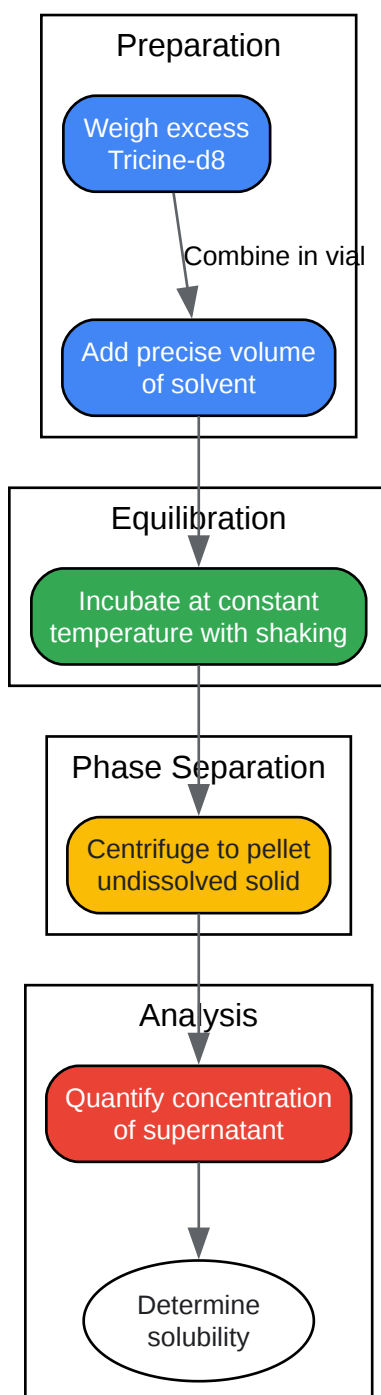 Preparation
Weigh excess
Tricine-d8
Combine in vial
Add precise volume
of solvent
Equilibration
Incubate at constant
temperature with shaking
Phase Separation
Centrifuge to pellet
undissolved solid
Analysis
Quantify concentration
of supernatant
Determine
solubility